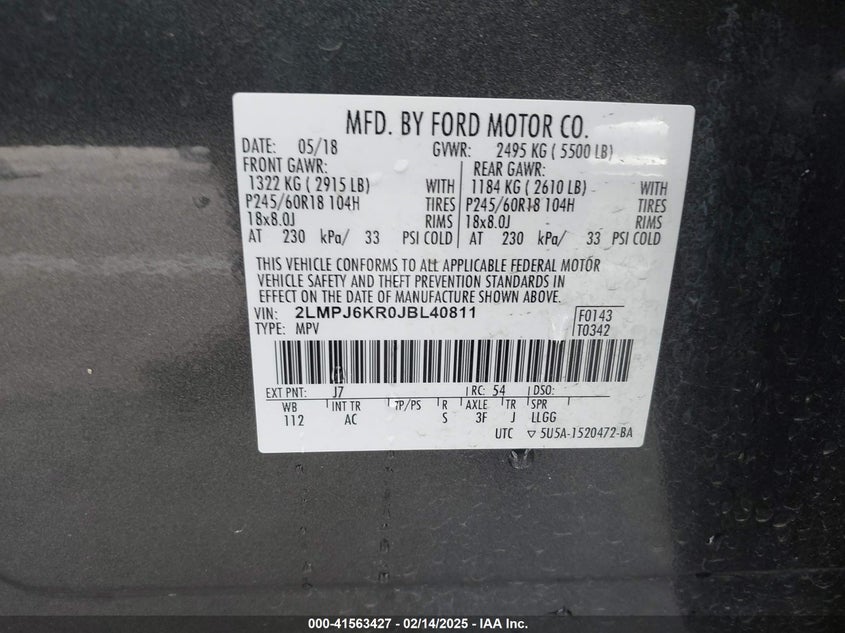 MFD. BY FORD MOTOR CO.
DATE: 05/18 GVWR: 2495 KG ( 5500 LB)
FRONT GAWR: REAR GAWR:
1322 KG ( 2915 LB) WITH 1184 KG ( 2610 LB) WITH
P245/60R18 104H TIRES P245/60R18 104H TIRES
18x8.0J RIMS 18x8.0J RIMS
AT 230 kPa/ 33 PSI COLD AT 230 kPa/ 33 PSI COLD
THIS VEHICLE CONFORMS TO ALL APPLICABLE FEDERAL MOTOR
VEHICLE SAFETY AND THEFT PREVENTION STANDARDS IN
EFFECT ON THE DATE OF MANUFACTURE SHOWN ABOVE.
VIN: 2LMPJ6KR0JBL40811 F0143
TYPE: MPV T0342
EXT PNT: J7 RC: 54 DSO:
WB INT TR TP/PS R AXLE TR SPR
112 AC S 3F J LLGG
UTC ▽ 5U5A-1520472-BA
000-41563427 - 02/14/2025 - IAA Inc.